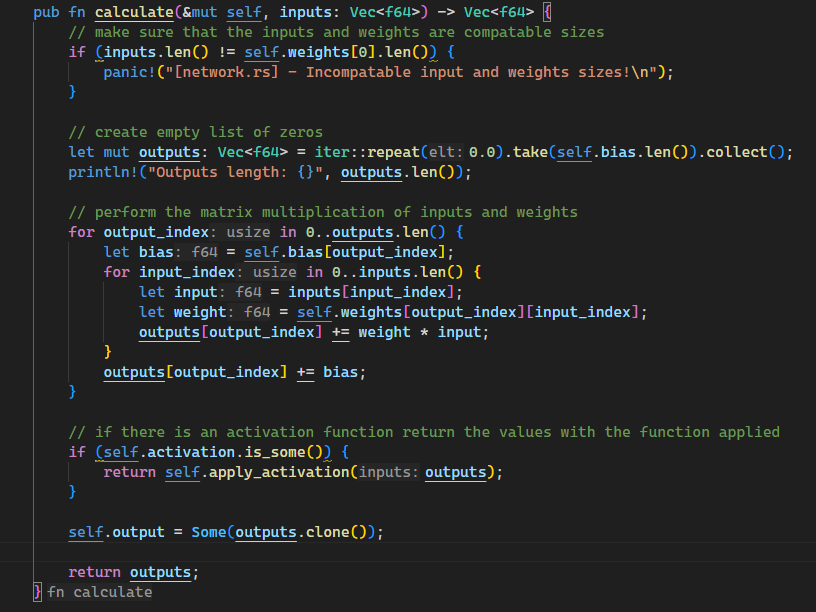 pub fn calculate(&mut self, inputs: Vec<f64>) -> Vec<f64> {
// make sure that the inputs and weights are compatable sizes
if (inputs.len() != self.weights[0].len()) {
panic!("[network.rs] - Incompatable input and weights sizes!\n");
}
// create empty list of zeros
let mut outputs: Vec<f64> = iter::repeat(elt: 0.0).take(self.bias.len()).collect();
println!("Outputs length: {}", outputs.len());
// perform the matrix multiplication of inputs and weights
for output_index: usize in 0..outputs.len() {
let bias: f64 = self.bias[output_index];
for input_index: usize in 0..inputs.len() {
let input: f64 = inputs[input_index];
let weight: f64 = self.weights[output_index][input_index];
outputs[output_index] += weight * input;
}
outputs[output_index] += bias;
}
// if there is an activation function return the values with the function applied
if (self.activation.is_some()) {
return self.apply_activation(inputs: outputs);
}
self.output = Some(outputs.clone());
return outputs;
} fn calculate